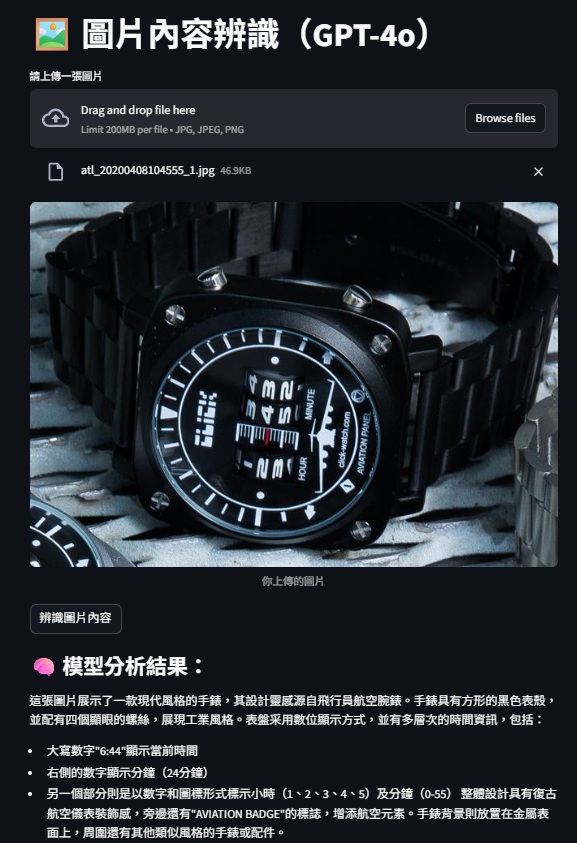 圖片內容辨識（GPT-4o）
請上傳一張圖片
Drag and drop file here
Limit 200MB per file • JPG, JPEG, PNG
Browse files
atl_20200408104555_1.jpg 46.9KB
CLICK
HOUR
MINUTE
click-watch.com
AVIATION PANEL
你上傳的圖片
辨識圖片內容
模型分析結果：
這張圖片展示了一款現代風格的手錶，其設計靈感源自飛行員航空腕錶。手錶具有方形的黑色表殼，
並配有四個顯眼的螺絲，展現工業風格。表盤采用數位顯示方式，並有多層次的時間資訊，包括：
• 大寫數字"6:44"顯示當前時間
• 右側的數字顯示分鐘（24分鐘）
• 另一個部分則是以數字和圖標形式標示小時（1、2、3、4、5）及分鐘（0-55） 整體設計具有復古
航空儀表裝飾感，旁邊還有"AVIATION BADGE"的標誌，增添航空元素。手錶背景則放置在金屬表
面上，周圍還有其他類似風格的手錶或配件。